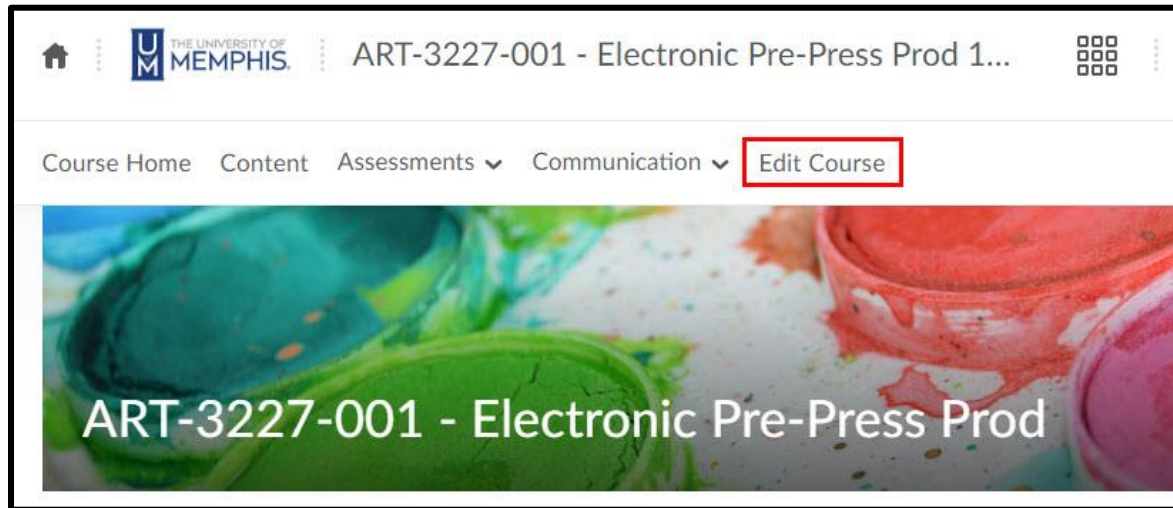 THE UNIVERSITY OF
UM MEMPHIS.
ART-3227-001 - Electronic Pre-Press Prod 1...
Course Home Content Assessments Communication Edit Course
ART-3227-001 - Electronic Pre-Press Prod